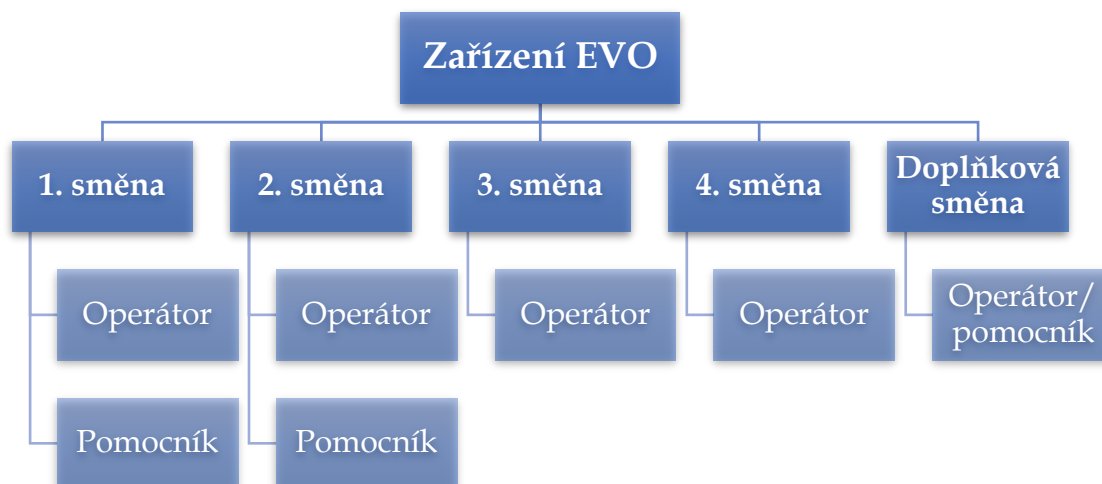 Zařízení EVO
1. směna
2. směna
3. směna
4. směna
Doplňková
směna
Operátor
Operátor
Operátor
Operátor
Operátor/
pomocník
Pomocník
Pomocník